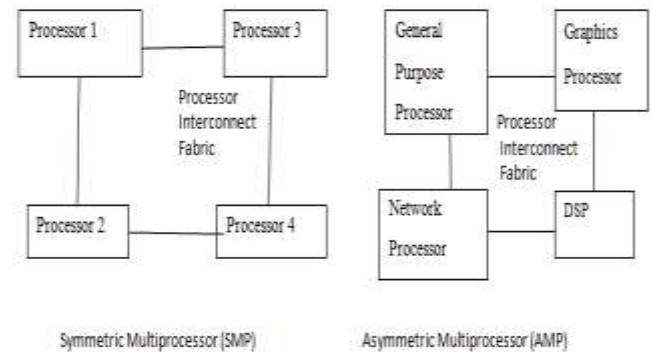 Processor 1
Processor 3
Processor
Interconnect
Fabric
Processor 2
Processor 4
Symmetric Multiprocessor (SMP)
General
Purpose
Processor
Graphics
Processor
Processor
Interconnect
Fabric
Network
Processor
DSP
Asymmetric Multiprocessor (AMP)